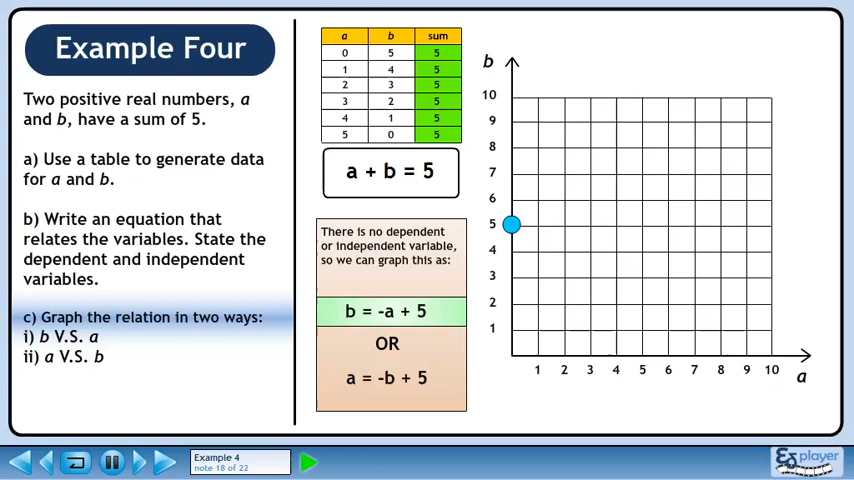 Example Four
Two positive real numbers, a
and b, have a sum of 5.
a) Use a table to generate data
for a and b.
b) Write an equation that
relates the variables. State the
dependent and independent
variables.
c) Graph the relation in two ways:
i) b V.S. a
ii) a V.S. b
a b sum
0 5 5
1 4 5
2 3 5
3 2 5
4 1 5
5 0 5
a + b = 5
There is no dependent
or independent variable,
so we can graph this as:
b = -a + 5
OR
a = -b + 5
b
10
9
8
7
6
5
4
3
2
1
1 2 3 4 5 6 7 8 9 10
a
Example 4
note 18 of 22
player